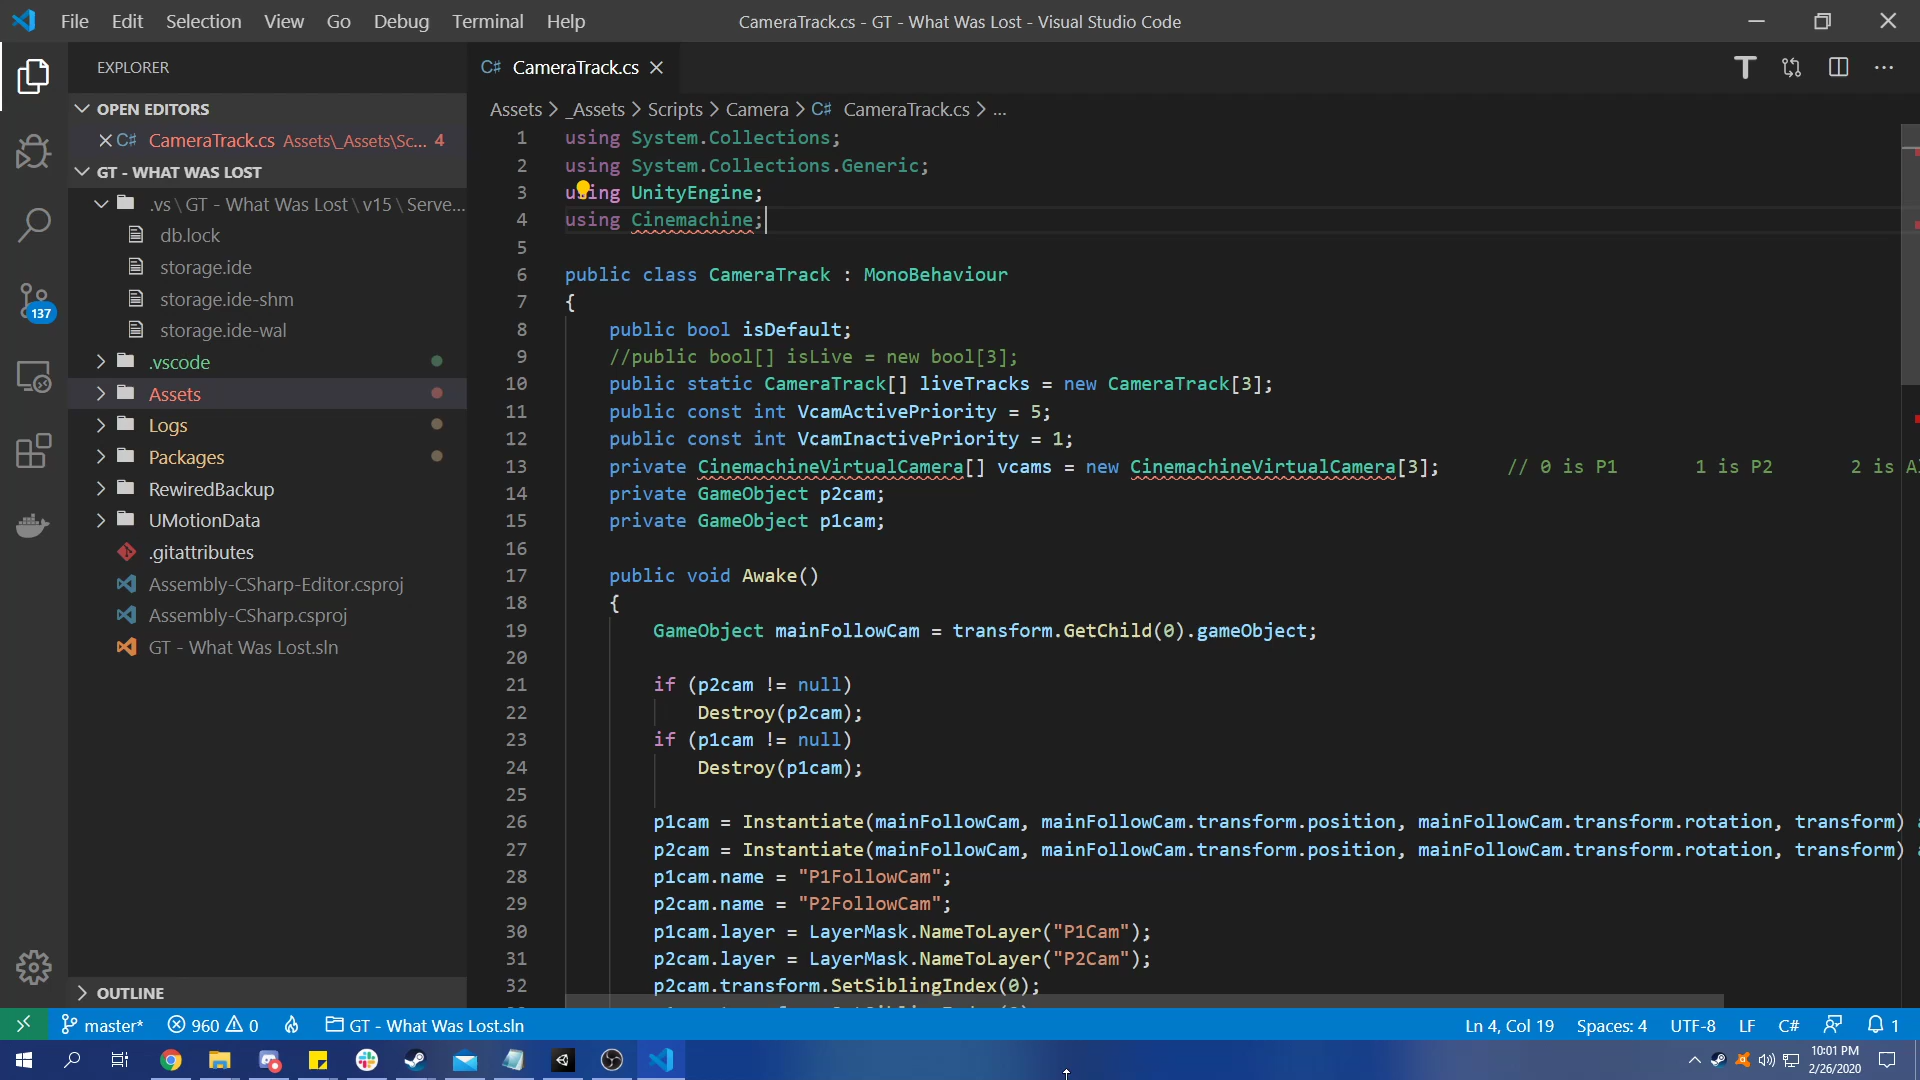 File Edit Selection View Go Debug Terminal Help
CameraTrack.cs - GT - What Was Lost - Visual Studio Code
EXPLORER
OPEN EDITORS
C# CameraTrack.cs Assets\_Assets\Sc... 4
GT - WHAT WAS LOST
.vs \ GT - What Was Lost \ v15 \ Serve...
db.lock
storage.ide
storage.ide-shm
storage.ide-wal
.vscode
Assets
Logs
Packages
RewiredBackup
UMotionData
.gitattributes
Assembly-CSharp-Editor.csproj
Assembly-CSharp.csproj
GT - What Was Lost.sln
OUTLINE
137
C# CameraTrack.cs
Assets > _Assets > Scripts > Camera > C# CameraTrack.cs > ...
1 using System.Collections;
2 using System.Collections.Generic;
3 using UnityEngine;
4 using Cinemachine;
5
6 public class CameraTrack : MonoBehaviour
7 {
8 public bool isDefault;
9 //public bool[] isLive = new bool[3];
10 public static CameraTrack[] liveTracks = new CameraTrack[3];
11 public const int VcamActivePriority = 5;
12 public const int VcamInactivePriority = 1;
13 private CinemachineVirtualCamera[] vcams = new CinemachineVirtualCamera[3]; // 0 is P1 1 is P2 2 is
14 private GameObject p2cam;
15 private GameObject p1cam;
16
17 public void Awake()
18 {
19 GameObject mainFollowCam = transform.GetChild(0).gameObject;
20
21 if (p2cam != null)
22 Destroy(p2cam);
23 if (p1cam != null)
24 Destroy(p1cam);
25
26 p1cam = Instantiate(mainFollowCam, mainFollowCam.transform.position, mainFollowCam.transform.rotation, transform)
27 p2cam = Instantiate(mainFollowCam, mainFollowCam.transform.position, mainFollowCam.transform.rotation, transform)
28 p1cam.name = "P1FollowCam";
29 p2cam.name = "P2FollowCam";
30 p1cam.layer = LayerMask.NameToLayer("P1Cam");
31 p2cam.layer = LayerMask.NameToLayer("P2Cam");
32 p2cam.transform.SetSiblingIndex(0);
master* 960 0 GT - What Was Lost.sln
Ln 4, Col 19 Spaces: 4 UTF-8 LF C# 1
10:01 PM
2/26/2020